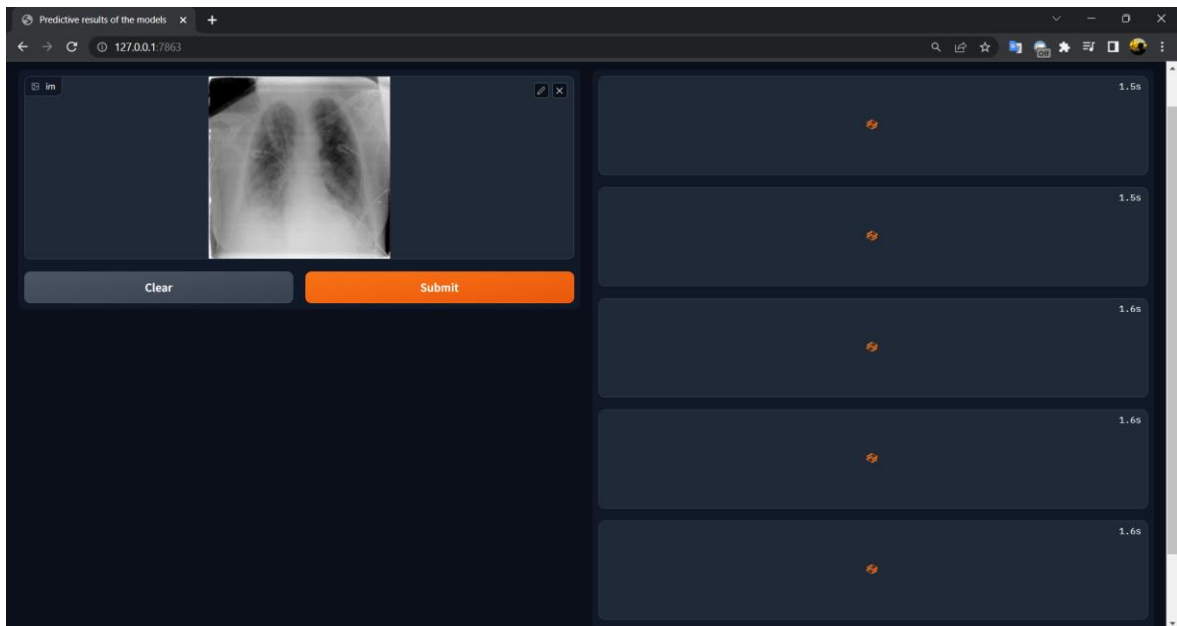 Predictive results of the models
127.0.0.1:7863
Off
im
Clear
Submit
1.5s
1.5s
1.6s
1.6s
1.6s